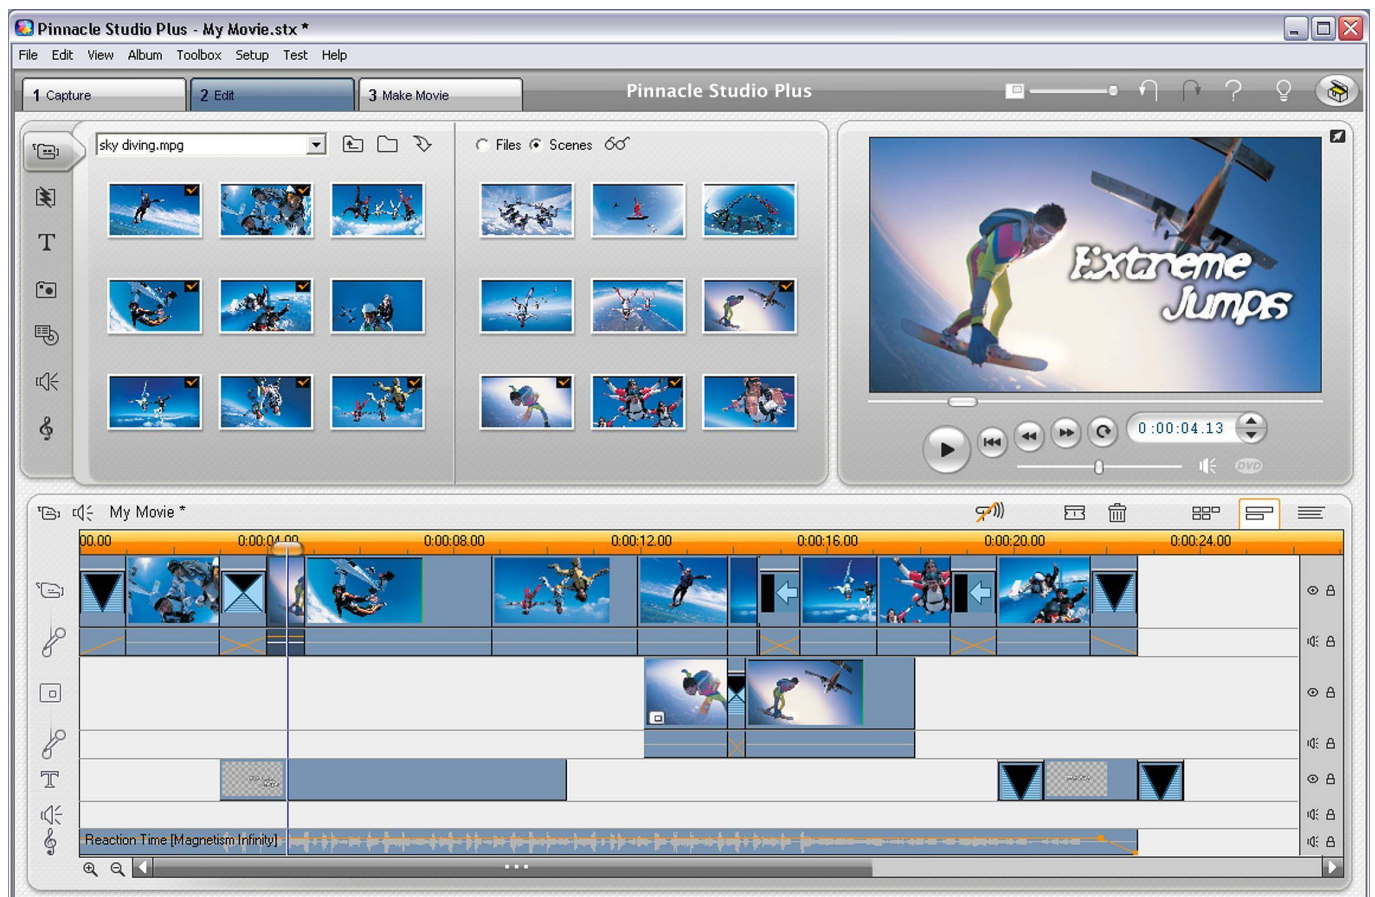 Pinnacle Studio Plus - My Movie.stx *
File Edit View Album Toolbox Setup Test Help
1 Capture
2 Edit
3 Make Movie
Pinnacle Studio Plus
sky diving.mpg
Files Scenes
Extreme
Jumps
0:00:04.13
DVD
My Movie *
00.00 0:00:04.00 0:00:08.00 0:00:12.00 0:00:16.00 0:00:20.00 0:00:24.00
T
Reaction Time [Magnetism Infinity]